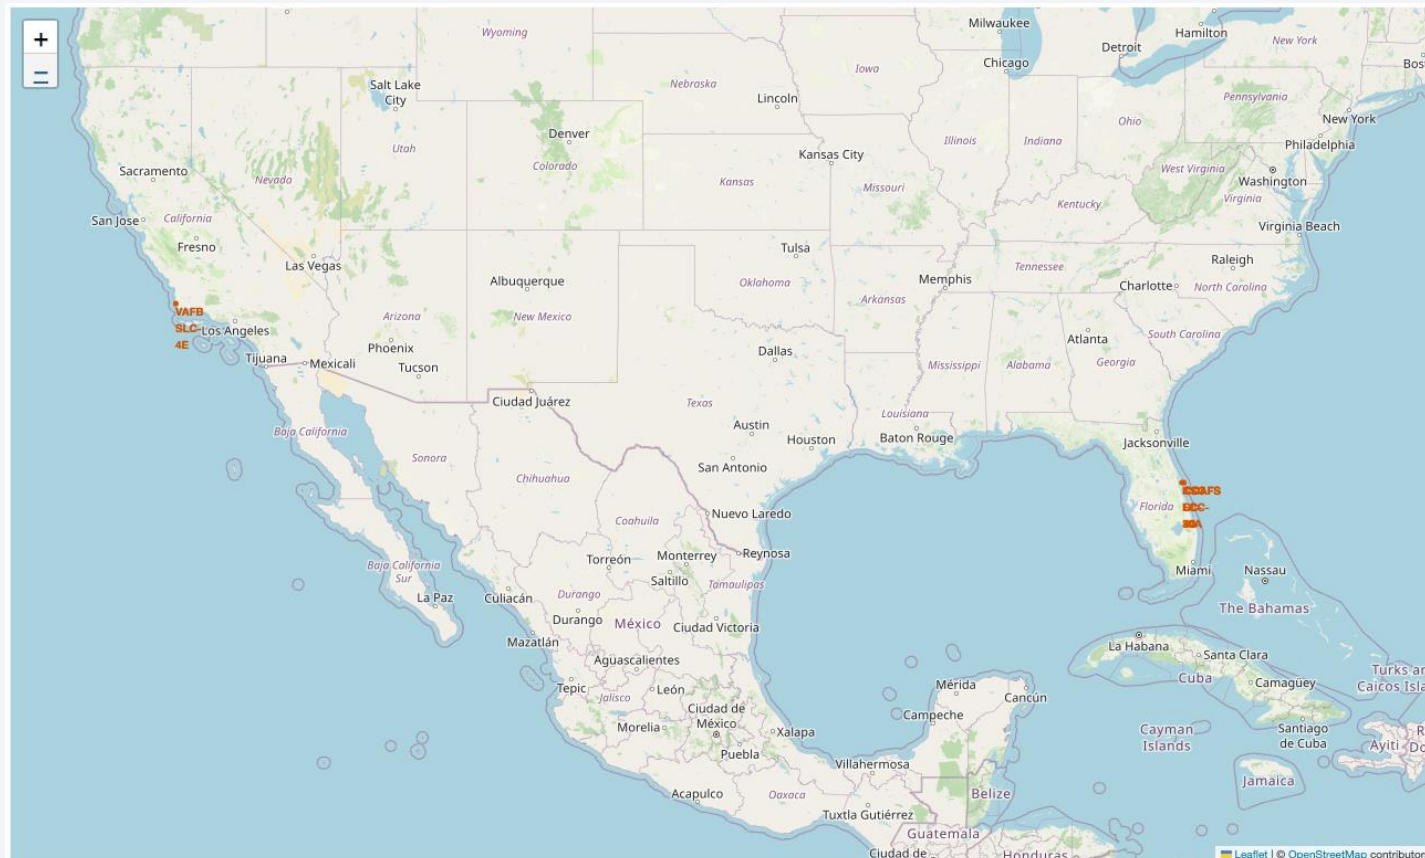 +
Milwaukee
Hamilton
Wyoming
New York
Detroit
Chicago
Iowa
Bos
Salt Lake
City
Nebraska
Pennsylvania
Lincoln
New York
Ohio
Denver
Philadelphia
Utah
Illinois
Indiana
Kansas City
Colorado
Sacramento
West Virginia
Nevada
Kansas
Washington
Missouri
Virginia
Kentucky
San Jose
California
Virginia Beach
Fresno
Tulsa
Las Vegas
Raleigh
Tennessee
Albuquerque
Memphis
Charlotte
North Carolina
Oklahoma
Arkansas
VAFB
SLC-
4E
Los Angeles
Arizona
New Mexico
South Carolina
Atlanta
Phoenix
Dallas
Tijuana
Mexicali
Mississippi
Alabama
Georgia
Tucson
Ciudad Juárez
Texas
Louisiana
Austin
Baja California
Houston
Baton Rouge
Jacksonville
Sonora
San Antonio
Chihuahua
Florida
Nuevo Laredo
Coahuila
Torreón
Monterrey
Reynosa
Baja California
Sur
Saltillo
Tamaulipas
Miami
Nassau
La Paz
Culiacán
Durango
The Bahamas
Durango
México
Ciudad Victoria
Mazatlán
La Habana
Santa Clara
Aguascalientes
Cuba
Turks an
Caicos Isla
Camagüey
Tepic
León
Jalisco
Mérida
Cancún
Ciudad de
México
Campeche
Morelia
Xalapa
Cayman
Islands
Santiago
de Cuba
Puebla
Ayiti
Villahermosa
Jamaica
Acapulco
Oaxaca
Belize
Tuxtla Gutiérrez
Guatemala
Ciudad de
Honduras
Leaflet | © OpenStreetMap contributor